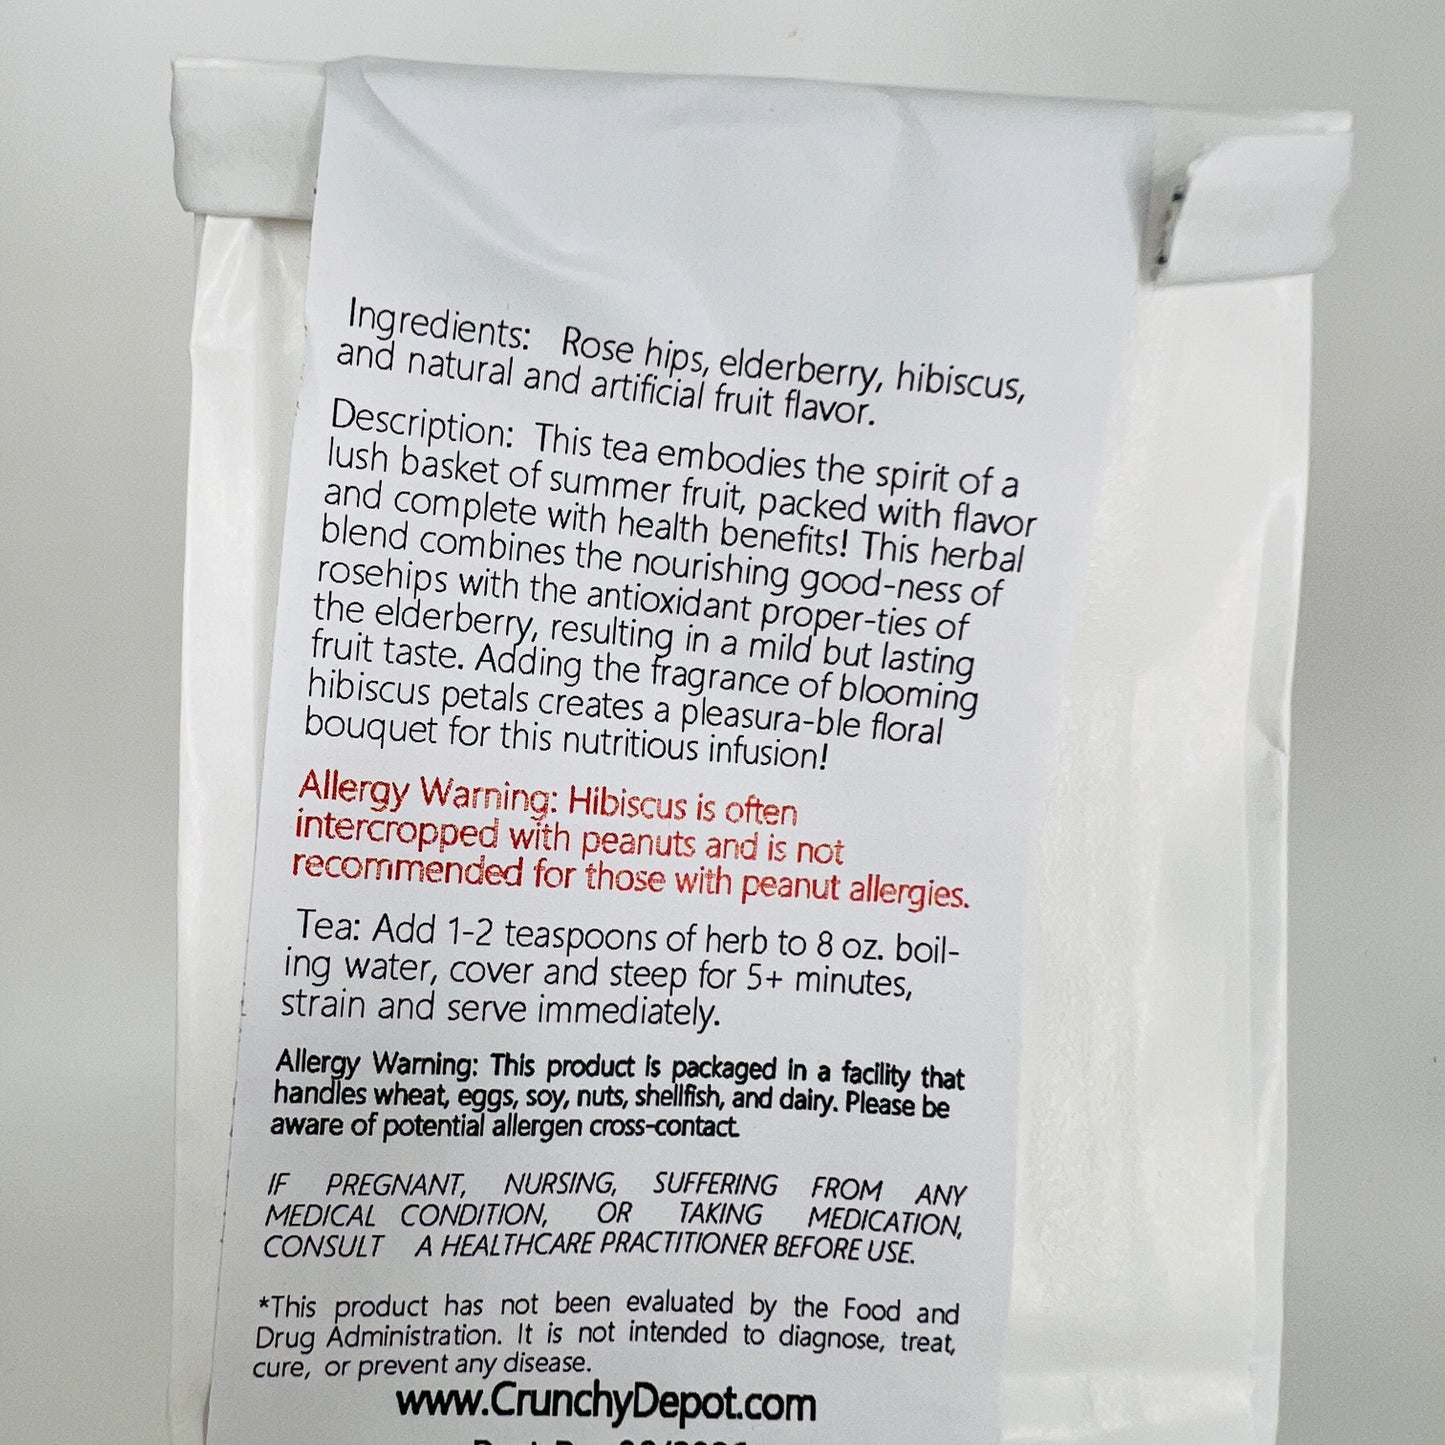 Ingredients: Rose hips, elderberry, hibiscus,
and natural and artificial fruit flavor.
Description: This tea embodies the spirit of a
lush basket of summer fruit, packed with flavor
and complete with health benefits! This herbal
blend combines the nourishing good-ness of
rosehips with the antioxidant proper-ties of
the elderberry, resulting in a mild but lasting
fruit taste. Adding the fragrance of blooming
hibiscus petals creates a pleasura-ble floral
bouquet for this nutritious infusion!
Allergy Warning: Hibiscus is often
intercropped with peanuts and is not
recommended for those with peanut allergies.
Tea: Add 1-2 teaspoons of herb to 8 oz. boil-
ing water, cover and steep for 5+ minutes,
strain and serve immediately.
Allergy Warning: This product is packaged in a facility that
handles wheat, eggs, soy, nuts, shellfish, and dairy. Please be
aware of potential allergen cross-contact.
IF PREGNANT, NURSING, SUFFERING FROM ANY
MEDICAL CONDITION, OR TAKING MEDICATION,
CONSULT A HEALTHCARE PRACTITIONER BEFORE USE.
*This product has not been evaluated by the Food and
Drug Administration. It is not intended to diagnose, treat,
cure, or prevent any disease.
www.CrunchyDepot.com